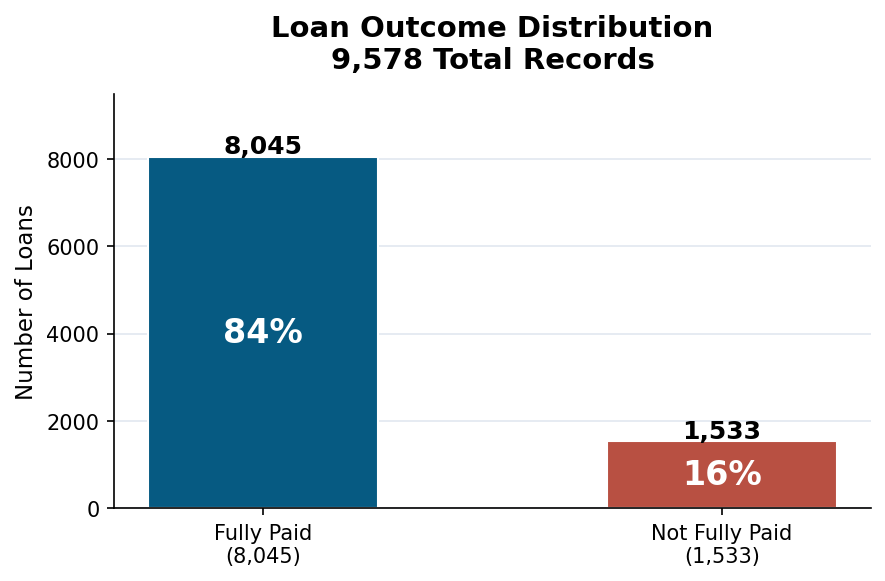 Loan Outcome Distribution
9,578 Total Records
Number of Loans
8000
6000
4000
2000
0
8,045
84%
1,533
16%
Fully Paid
(8,045)
Not Fully Paid
(1,533)